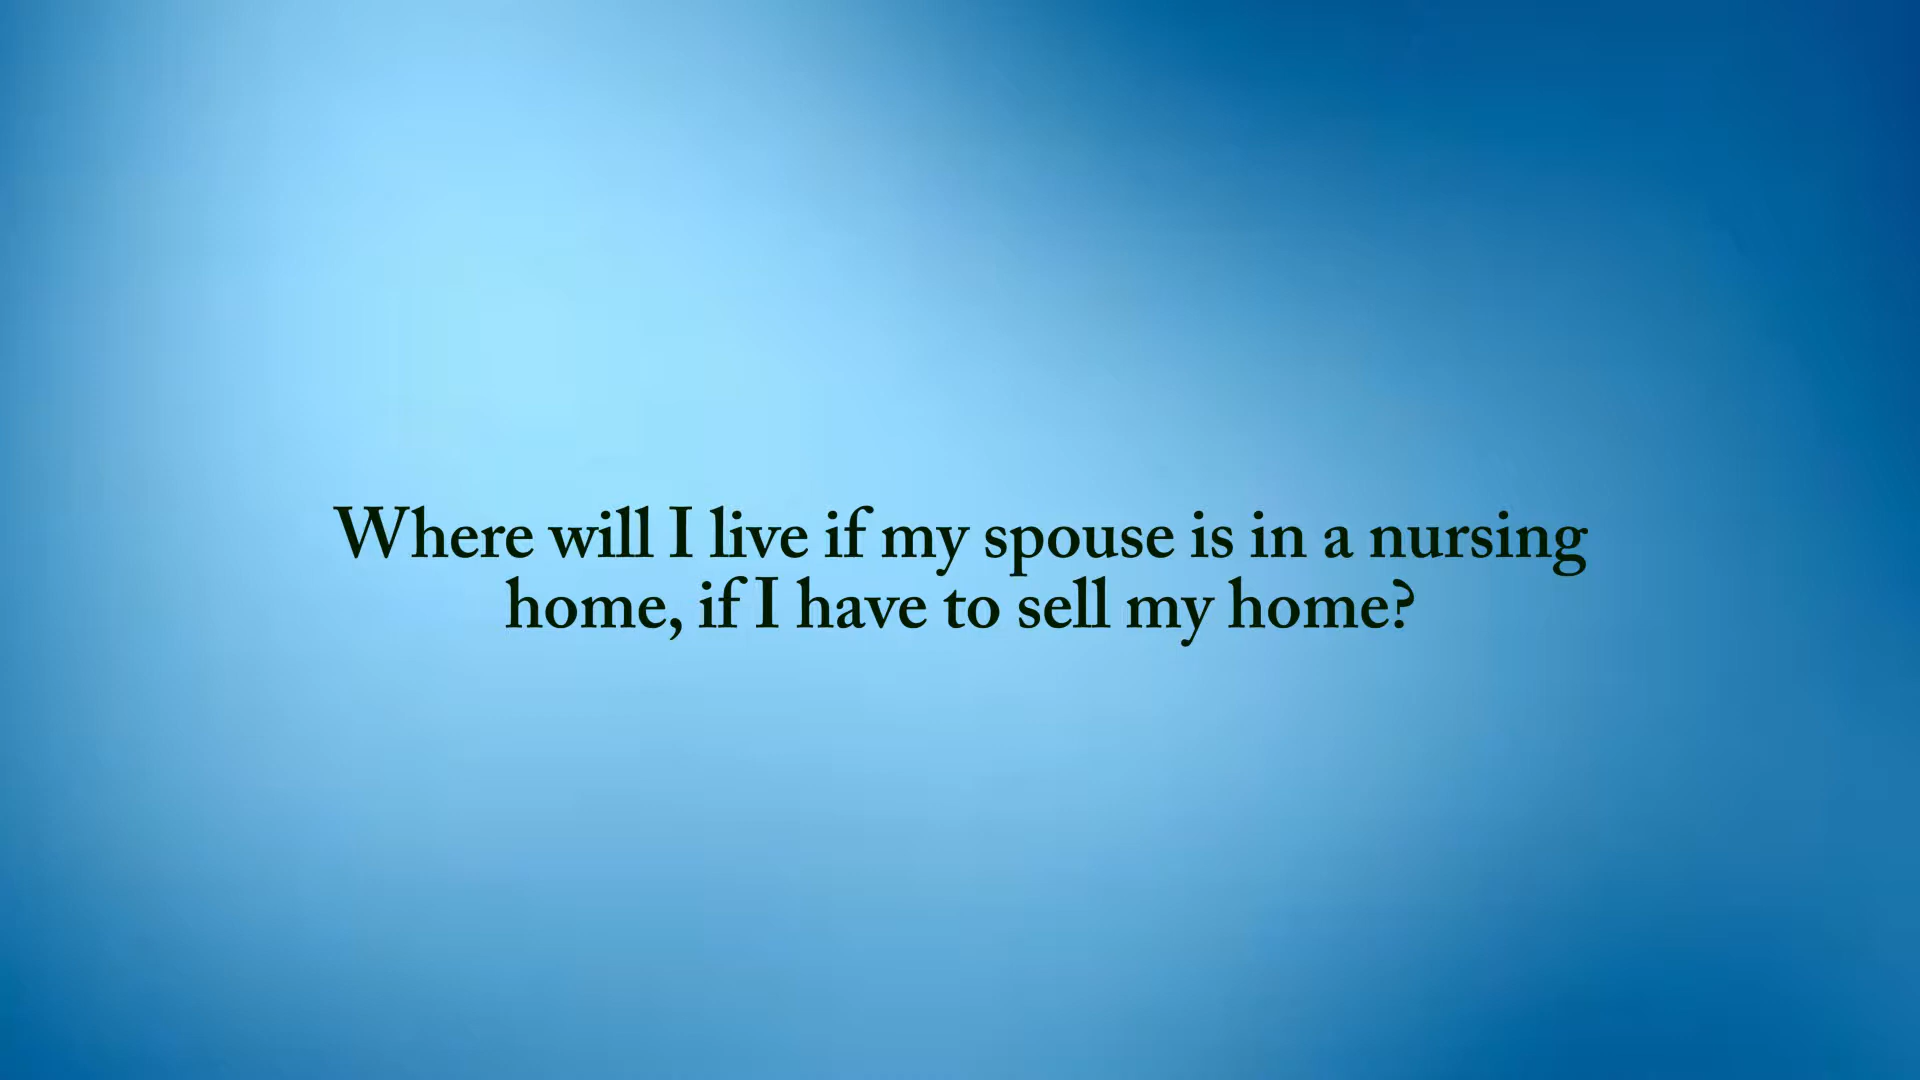 Where will I live if my spouse is in a nursing
home, if I have to sell my home?